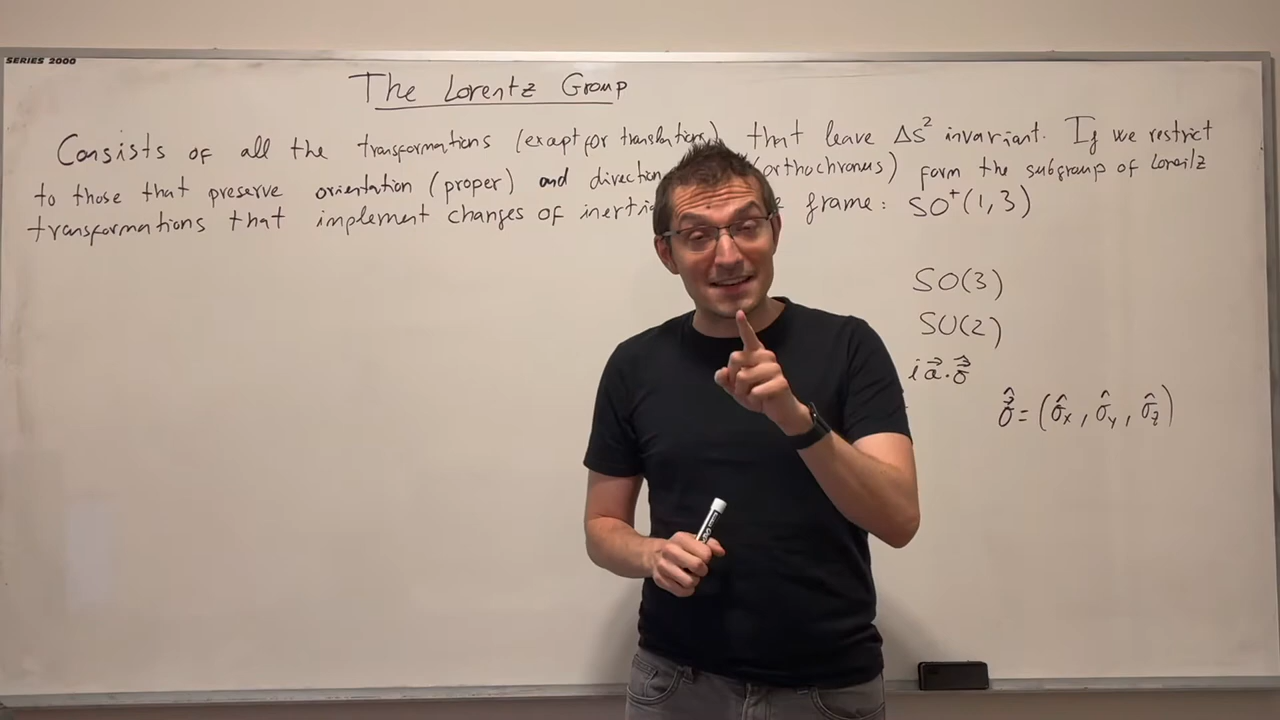 SERIES 2000
The Lorentz Group
Consists of all the transformations (except for translations) that leave Δs² invariant. If we restrict
to those that preserve orientation (proper) and direction (orthochronus) form the subgroup of Lorentz
transformations that implement changes of frame: SO⁺(1,3)
SO(3)
SU(2)
i a⃗·σ̂⃗
σ̂⃗ = (σ̂x, σ̂y, σ̂z)